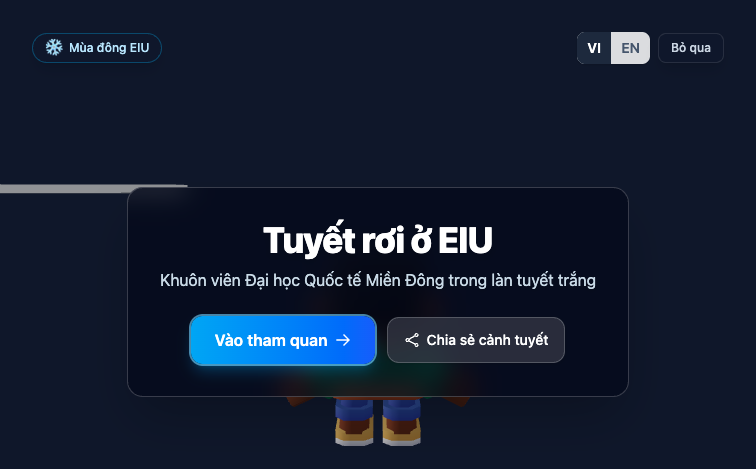 Mùa đông EIU
VI EN
Bỏ qua
Tuyết rơi ở EIU
Khuôn viên Đại học Quốc tế Miền Đông trong làn tuyết trắng
Vào tham quan →
Chia sẻ cảnh tuyết